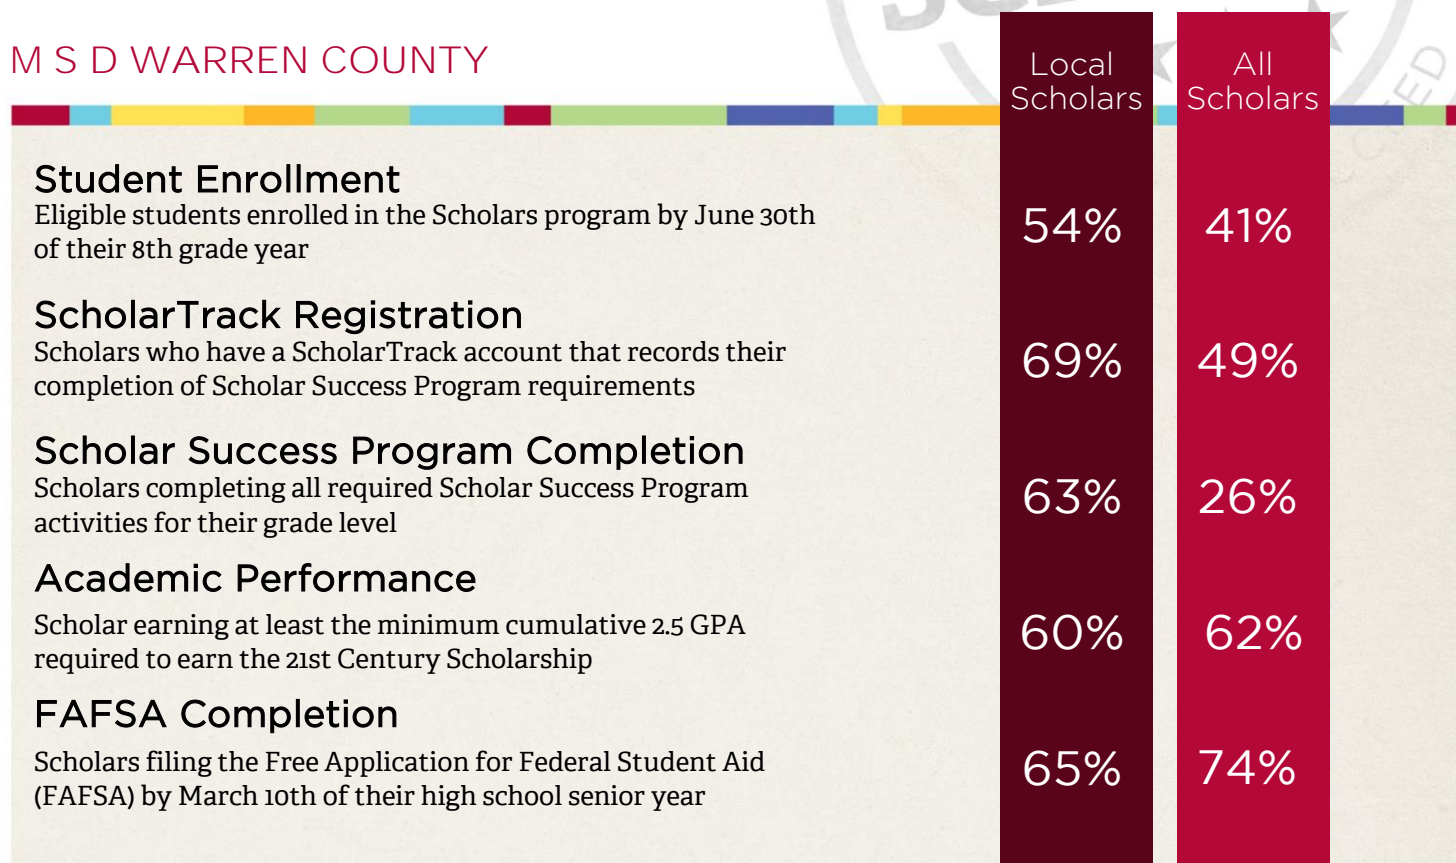 M S D WARREN COUNTY
Local
Scholars
All
Scholars
Student Enrollment
Eligible students enrolled in the Scholars program by June 30th
of their 8th grade year
54%
41%
ScholarTrack Registration
Scholars who have a ScholarTrack account that records their
completion of Scholar Success Program requirements
69%
49%
Scholar Success Program Completion
Scholars completing all required Scholar Success Program
activities for their grade level
63%
26%
Academic Performance
Scholar earning at least the minimum cumulative 2.5 GPA
required to earn the 21st Century Scholarship
60%
62%
FAFSA Completion
Scholars filing the Free Application for Federal Student Aid
(FAFSA) by March 10th of their high school senior year
65%
74%